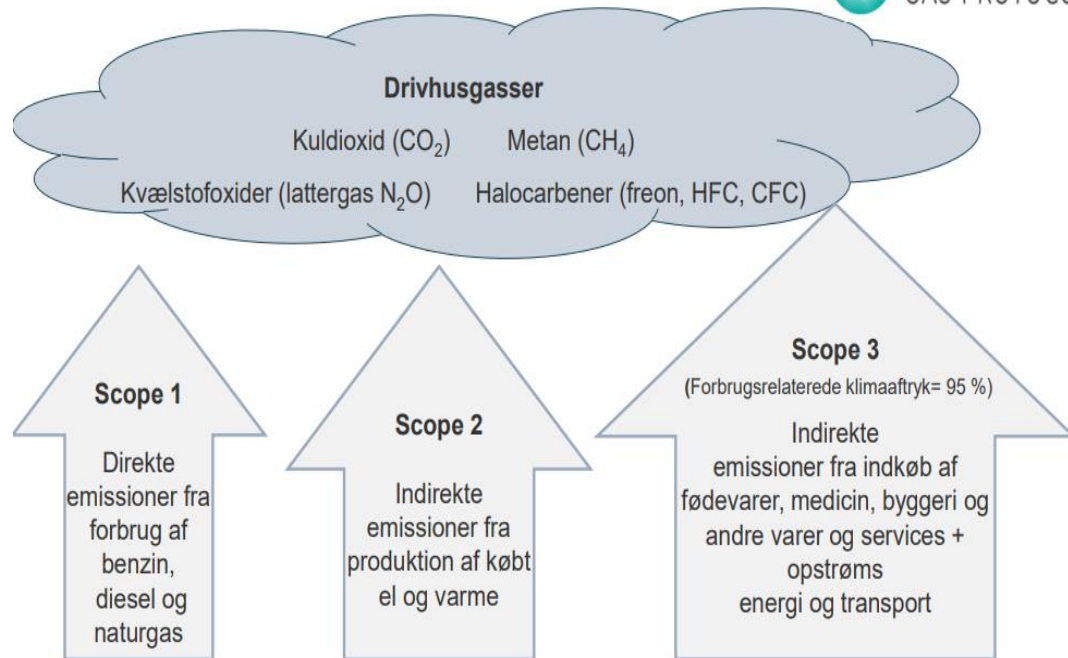 Drivhusgasser
Kuldioxid (CO₂) Metan (CH₄)
Kvælstofoxider (lattergas N₂O) Halocarbener (freon, HFC, CFC)
Scope 1
Direkte
emissioner fra
forbrug af
benzin,
diesel og
naturgas
Scope 2
Indirekte
emissioner fra
produktion af købt
el og varme
Scope 3
(Forbrugsrelaterede klimaaftryk= 95 %)
Indirekte
emissioner fra indkøb af
fødevarer, medicin, byggeri og
andre varer og services +
opstrøms
energi og transport